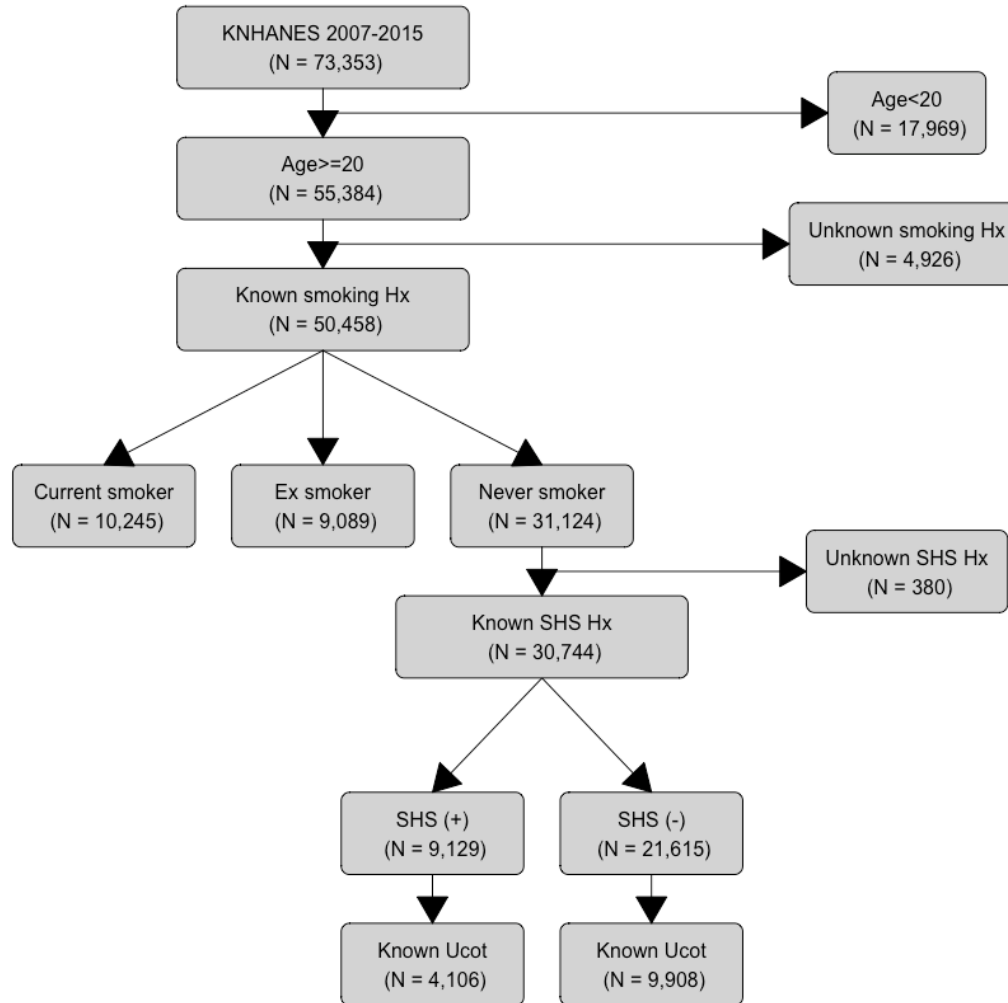 KNHANES 2007-2015
(N = 73,353)
Age<20
(N = 17,969)
Age>=20
(N = 55,384)
Unknown smoking Hx
(N = 4,926)
Known smoking Hx
(N = 50,458)
Current smoker
(N = 10,245)
Ex smoker
(N = 9,089)
Never smoker
(N = 31,124)
Unknown SHS Hx
(N = 380)
Known SHS Hx
(N = 30,744)
SHS (+)
(N = 9,129)
SHS (-)
(N = 21,615)
Known Ucot
(N = 4,106)
Known Ucot
(N = 9,908)